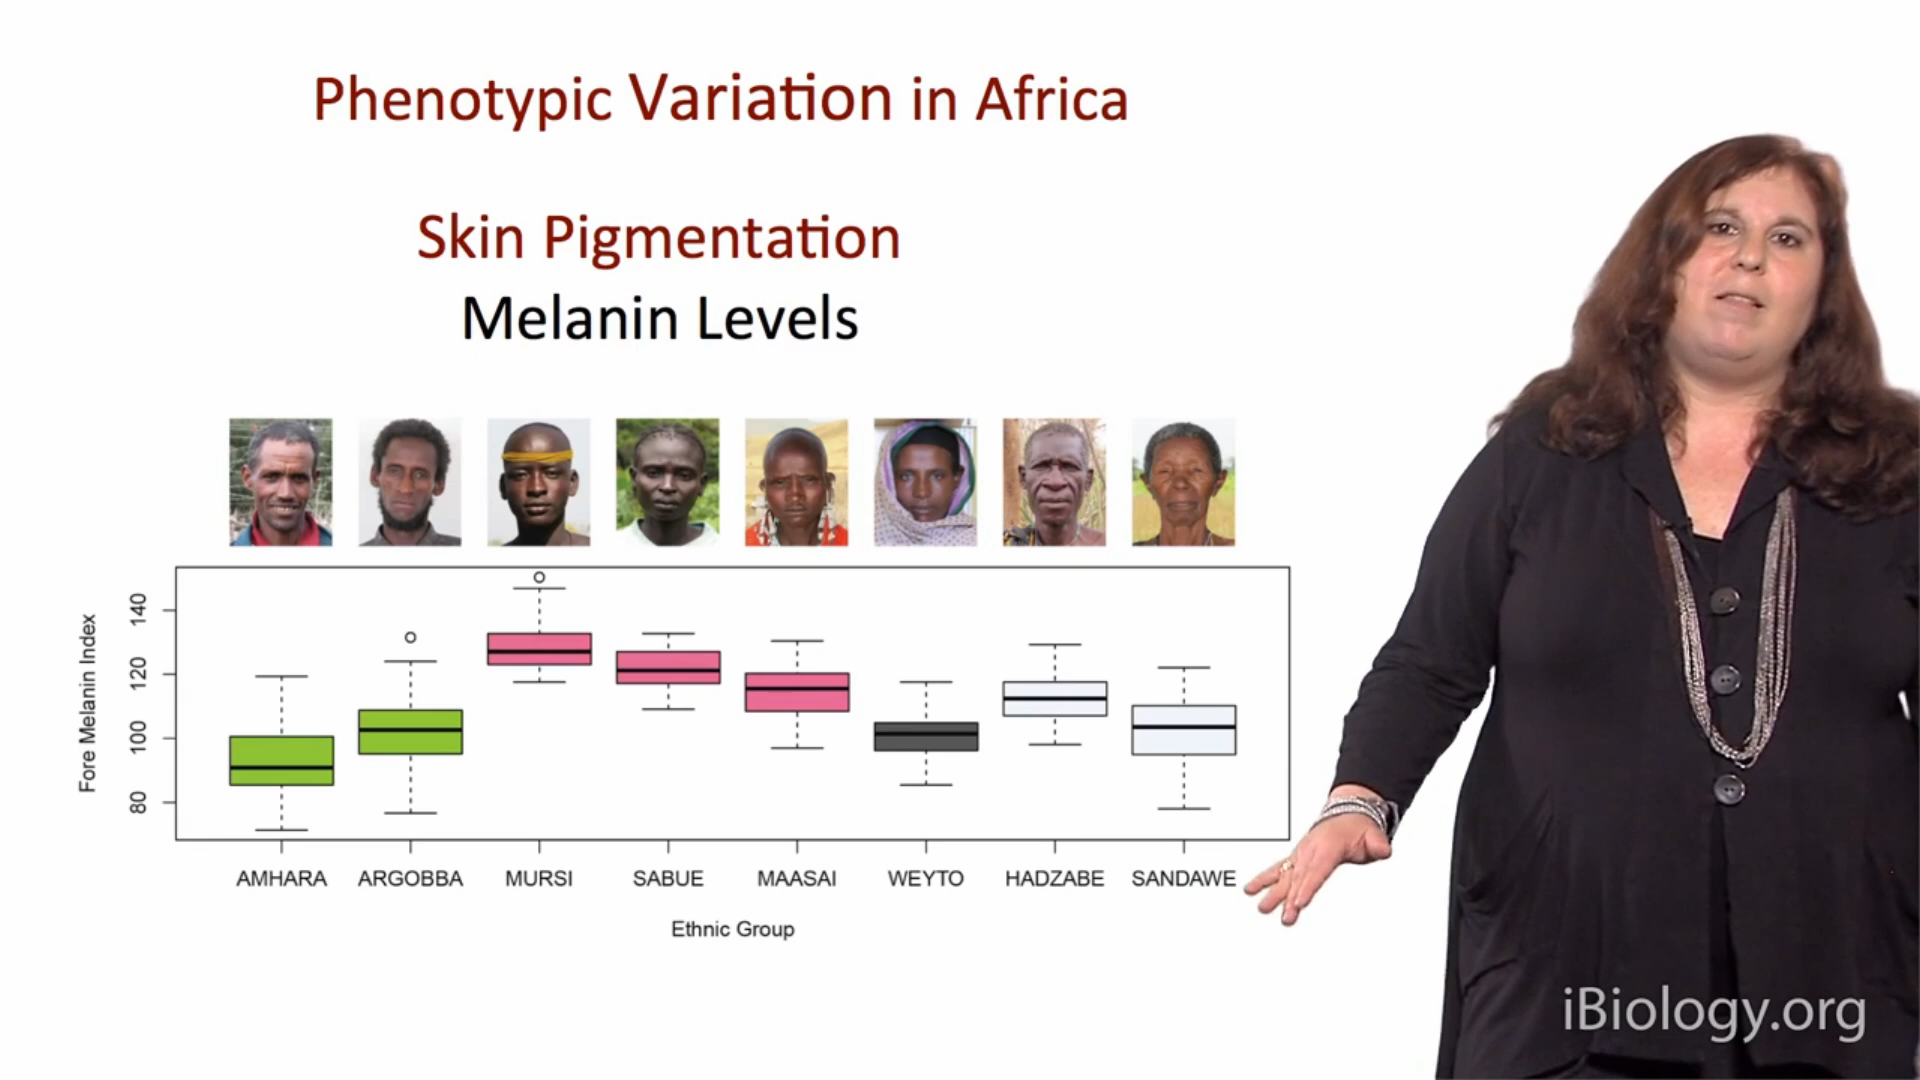 Phenotypic Variation in Africa
Skin Pigmentation
Melanin Levels
Fore Melanin Index
140
120
100
80
AMHARA ARGOBBA MURSI SABUE MAASAI WEYTO HADZABE SANDAWE
Ethnic Group
iBiology.org